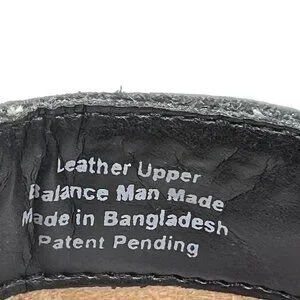 Leather Upper
Balance Man Made
Made in Bangladesh
Patent Pending